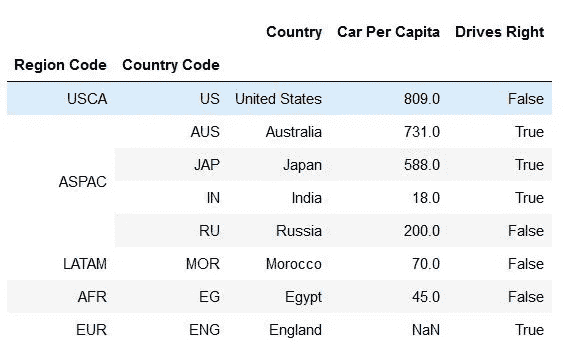 Country Car Per Capita Drives Right
Region Code Country Code
USCA US United States 809.0 False
AUS Australia 731.0 True
JAP Japan 588.0 True
ASPAC
IN India 18.0 True
RU Russia 200.0 False
LATAM MOR Morocco 70.0 False
AFR EG Egypt 45.0 False
EUR ENG England NaN True